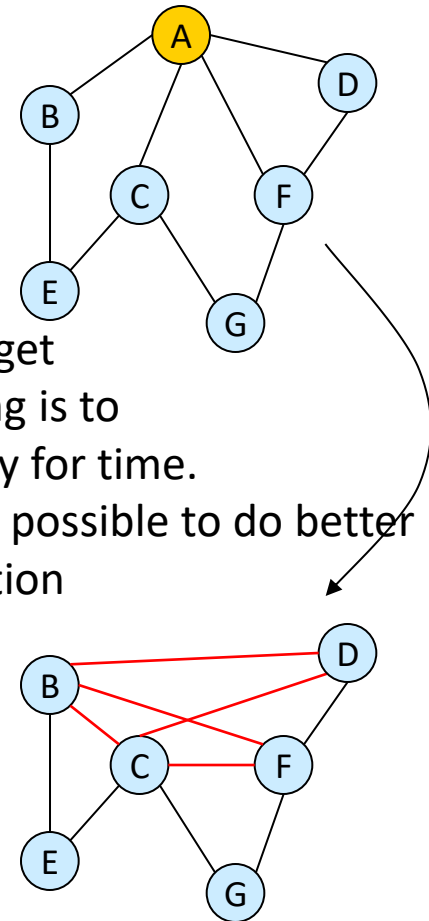 A
D
B
C
F
E
G
get
g is to
y for time.
possible to do better
tion
D
B
C
F
E
G